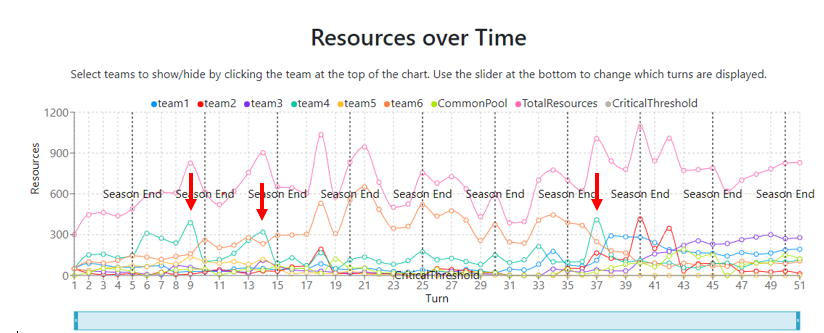 Resources over Time
Select teams to show/hide by clicking the team at the top of the chart. Use the slider at the bottom to change which turns are displayed.
team1 team2 team3 team4 team5 team6 CommonPool TotalResources CriticalThreshold
1200
900
600
300
0
Resources
Season End Season End Season End Season End Season End Season End Season End Season End Season End Season End
CriticalThreshold
1 2 3 4 5 6 7 8 9 11 13 15 17 19 21 23 25 27 29 31 33 35 37 39 41 43 45 47 49 51
Turn